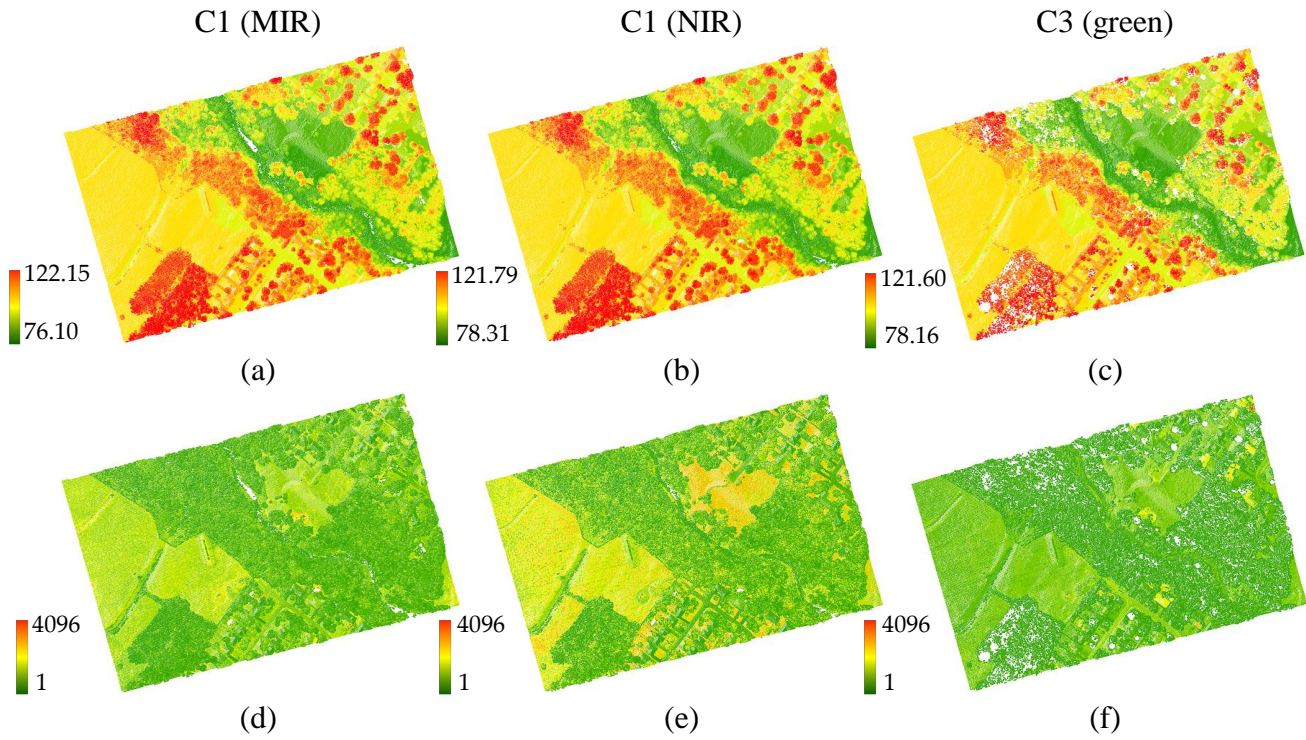 C1 (MIR) C1 (NIR) C3 (green)
122.15 121.79 121.60
76.10 78.31 78.16
(a) (b) (c)
4096 4096 4096
1 1 1
(d) (e) (f)